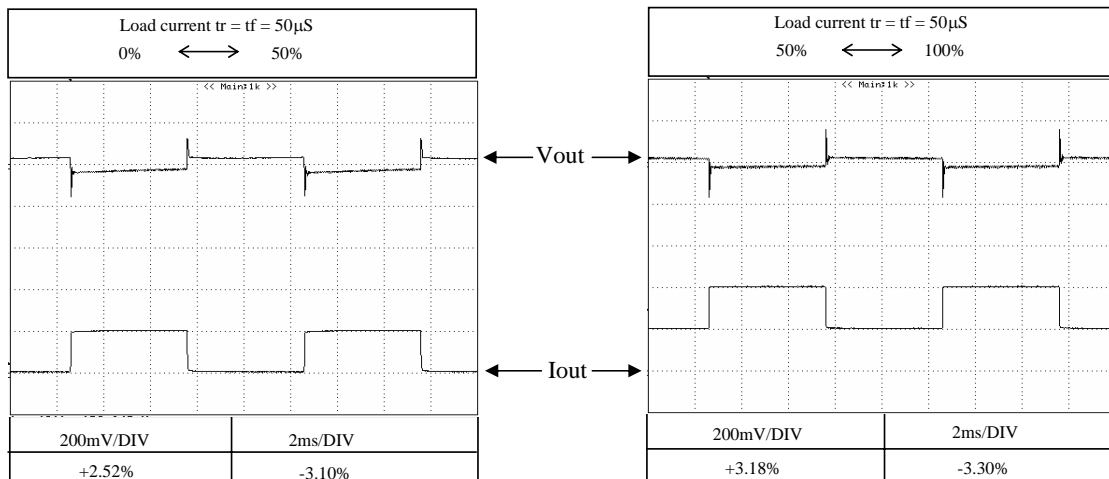 Load current tr = tf = 50μS
0% ⟷ 50%
<< Main:1k >>
200mV/DIV 2ms/DIV
+2.52% -3.10%
Vout
Iout
Load current tr = tf = 50μS
50% ⟷ 100%
<< Main:1k >>
200mV/DIV 2ms/DIV
+3.18% -3.30%